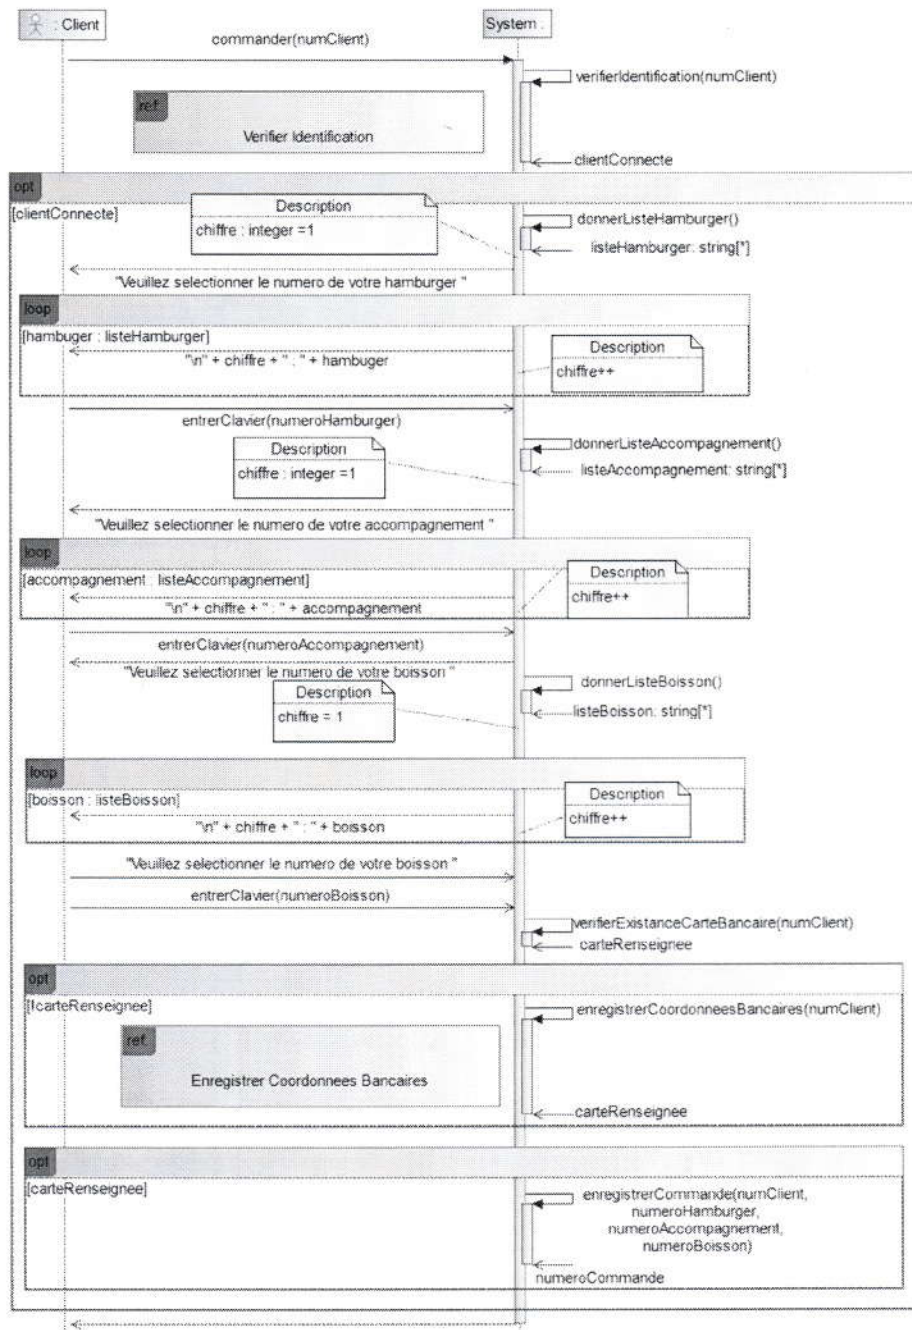 : Client
System :
commander(numClient)
verifierIdentification(numClient)
ref
Verifier Identification
clientConnecte
opt
[clientConnecte]
Description
chiffre : integer =1
donnerListeHamburger()
listeHamburger: string[*]
"Veuillez selectionner le numero de votre hamburger "
loop
[hambuger : listeHamburger]
"\n" + chiffre + " : " + hambuger
Description
chiffre++
entrerClavier(numeroHamburger)
Description
chiffre : integer =1
donnerListeAccompagnement()
listeAccompagnement: string[*]
"Veuillez selectionner le numero de votre accompagnement "
loop
[accompagnement : listeAccompagnement]
"\n" + chiffre + " : " + accompagnement
Description
chiffre++
entrerClavier(numeroAccompagnement)
"Veuillez selectionner le numero de votre boisson "
Description
chiffre = 1
donnerListeBoisson()
listeBoisson: string[*]
loop
[boisson : listeBoisson]
"\n" + chiffre + " : " + boisson
Description
chiffre++
"Veuillez selectionner le numero de votre boisson "
entrerClavier(numeroBoisson)
verifierExistanceCarteBancaire(numClient)
carteRenseignee
opt
[!carteRenseignee]
enregistrerCoordonneesBancaires(numClient)
ref
Enregistrer Coordonnees Bancaires
carteRenseignee
opt
[carteRenseignee]
enregistrerCommande(numClient,
numeroHamburger,
numeroAccompagnement,
numeroBoisson)
numeroCommande